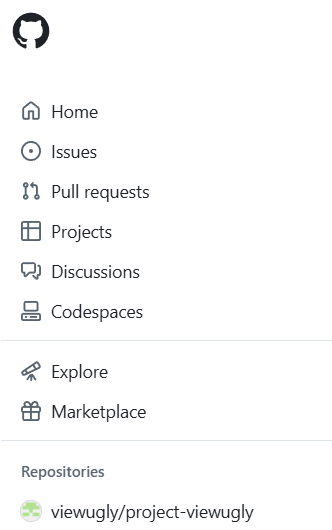 Home
Issues
Pull requests
Projects
Discussions
Codespaces
Explore
Marketplace
Repositories
viewugly/project-viewugly